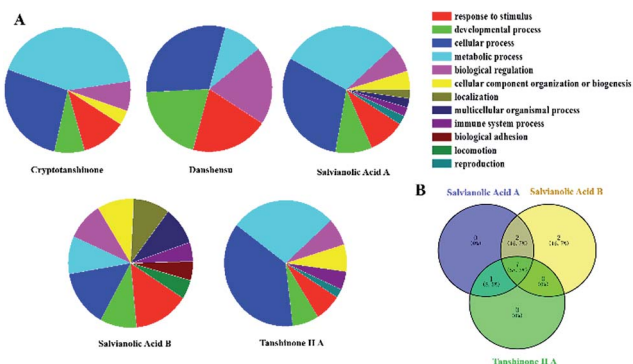 A
response to stimulus
developmental process
cellular process
metabolic process
biological regulation
cellular component organization or biogenesis
localization
multicellular organismal process
immune system process
biological adhesion
locomotion
reproduction
Cryptotanshinone
Danshensu
Salvianolic Acid A
B
Salvianolic Acid A
Salvianolic Acid B
Salvianolic Acid B
Tanshinone II A
Tanshinone II A